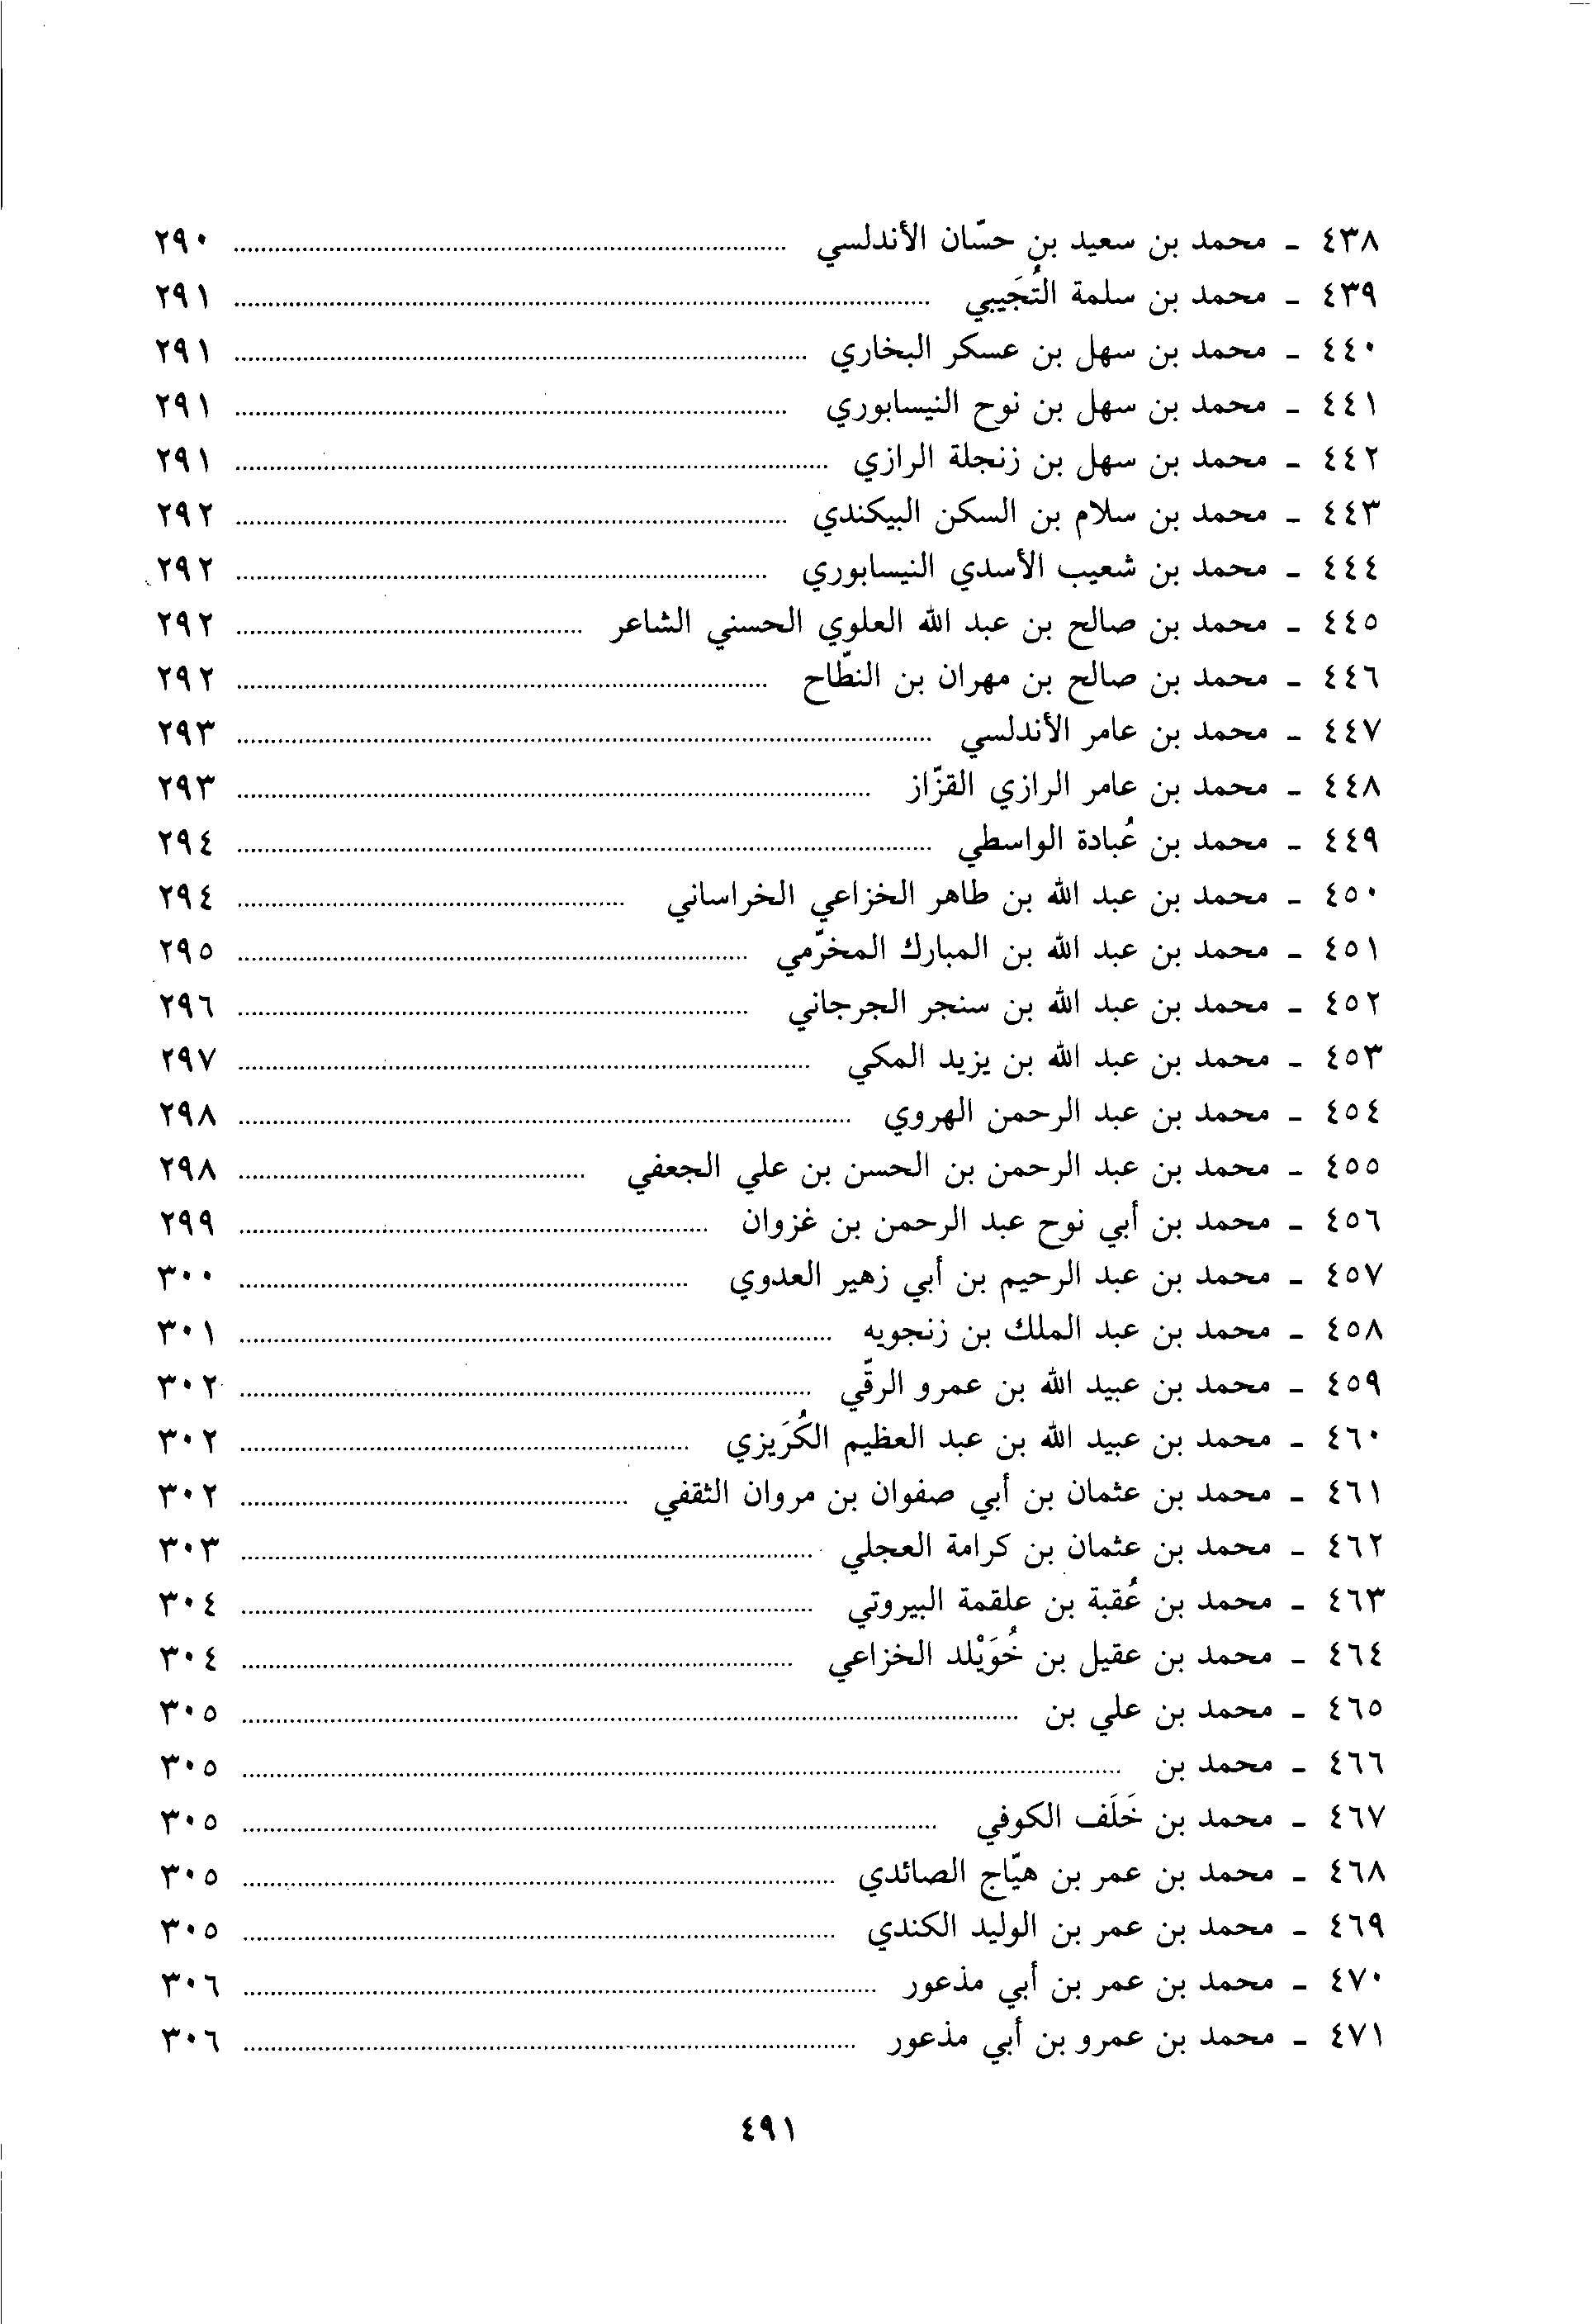 ٤٣٨ - محمد بن سعيد بن حسّان الأندلسي ........ ٢٩٠
٤٣٩ - محمد بن سلمة التُجَيبي ........ ٢٩١
٤٤٠ - محمد بن سهل بن عسكر البخاري ........ ٢٩١
٤٤١ - محمد بن سهل بن نوح النيسابوري ........ ٢٩١
٤٤٢ - محمد بن سهل بن زنجلة الرازي ........ ٢٩١
٤٤٣ - محمد بن سلام بن السكن البيكندي ........ ٢٩٢
٤٤٤ - محمد بن شعيب الأسدي النيسابوري ........ ٢٩٢
٤٤٥ - محمد بن صالح بن عبد الله العلوي الحسني الشاعر ........ ٢٩٢
٤٤٦ - محمد بن صالح بن مهران بن النطّاح ........ ٢٩٢
٤٤٧ - محمد بن عامر الأندلسي ........ ٢٩٣
٤٤٨ - محمد بن عامر الرازي القزّاز ........ ٢٩٣
٤٤٩ - محمد بن عُبادة الواسطي ........ ٢٩٤
٤٥٠ - محمد بن عبد الله بن طاهر الخزاعي الخراساني ........ ٢٩٤
٤٥١ - محمد بن عبد الله بن المبارك المخرّمي ........ ٢٩٥
٤٥٢ - محمد بن عبد الله بن سنجر الجرجاني ........ ٢٩٦
٤٥٣ - محمد بن عبد الله بن يزيد المكي ........ ٢٩٧
٤٥٤ - محمد بن عبد الرحمن الهروي ........ ٢٩٨
٤٥٥ - محمد بن عبد الرحمن بن الحسن بن علي الجعفي ........ ٢٩٨
٤٥٦ - محمد بن أبي نوح عبد الرحمن بن غزوان ........ ٢٩٩
٤٥٧ - محمد بن عبد الرحيم بن أبي زهير العدوي ........ ٣٠٠
٤٥٨ - محمد بن عبد الملك بن زنجويه ........ ٣٠١
٤٥٩ - محمد بن عبيد الله بن عمرو الرقّي ........ ٣٠٢
٤٦٠ - محمد بن عبيد الله بن عبد العظيم الكُرَيزي ........ ٣٠٢
٤٦١ - محمد بن عثمان بن أبي صفوان بن مروان الثقفي ........ ٣٠٢
٤٦٢ - محمد بن عثمان بن كرامة العجلي ........ ٣٠٣
٤٦٣ - محمد بن عُقبة بن علقمة البيروتي ........ ٣٠٤
٤٦٤ - محمد بن عقيل بن خُوَيْلد الخزاعي ........ ٣٠٤
٤٦٥ - محمد بن علي بن ........ ٣٠٥
٤٦٦ - محمد بن ........ ٣٠٥
٤٦٧ - محمد بن خَلَف الكوفي ........ ٣٠٥
٤٦٨ - محمد بن عمر بن هيّاج الصائدي ........ ٣٠٥
٤٦٩ - محمد بن عمر بن الوليد الكندي ........ ٣٠٥
٤٧٠ - محمد بن عمر بن أبي مذعور ........ ٣٠٦
٤٧١ - محمد بن عمرو بن أبي مذعور ........ ٣٠٦
٤٩١